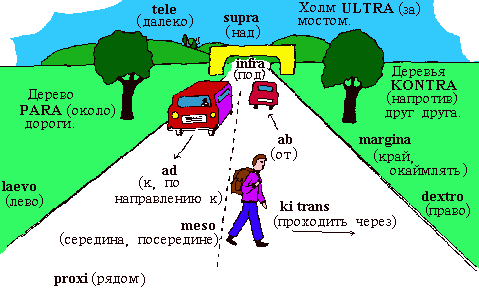 tele
(далеко)
supra
(над)
Холм ULTRA (за)
мостом.
infra
(под)
Дерево
PARA (около)
дороги.
Деревья
KONTRA
(напротив)
друг друга.
ab
(от)
margina
(край,
окаймлять)
ad
(к, по
направлению к)
laevo
(лево)
dextro
(право)
meso
(середина, посередине)
ki trans
(проходить через)
proxi (рядом)